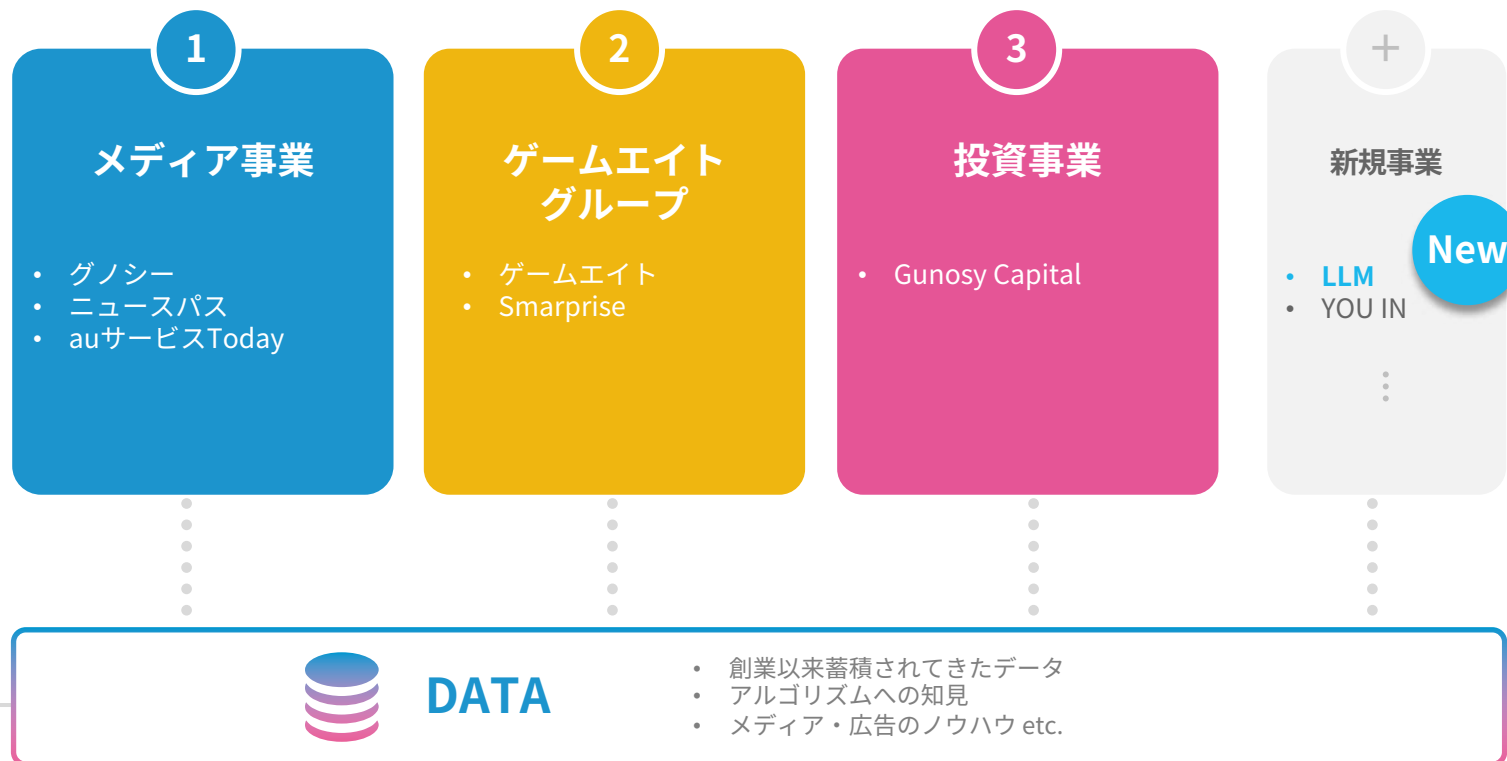 1
メディア事業
• グノシー
• ニュースパス
• auサービスToday
2
ゲームエイト
グループ
• ゲームエイト
• Smarprise
3
投資事業
• Gunosy Capital
+
新規事業
New
• LLM
• YOU IN
⋮
DATA
• 創業以来蓄積されてきたデータ
• アルゴリズムへの知見
• メディア・広告のノウハウ etc.